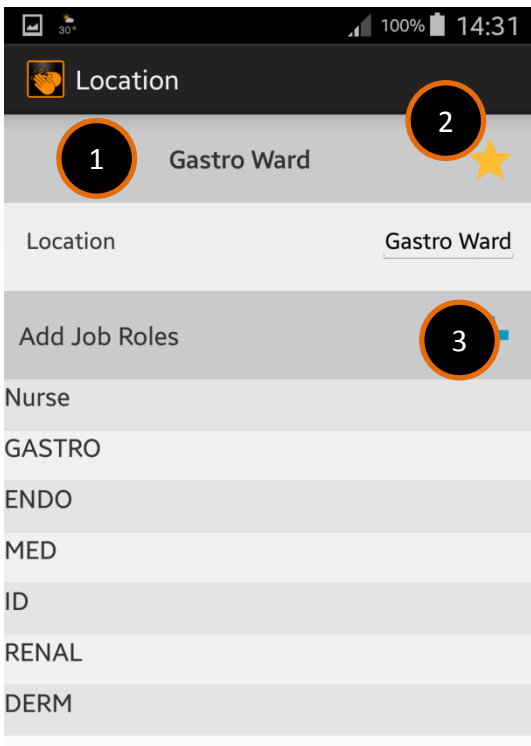 30° 100% 14:31
Location
2
1 Gastro Ward
Location Gastro Ward
Add Job Roles 3
Nurse
GASTRO
ENDO
MED
ID
RENAL
DERM